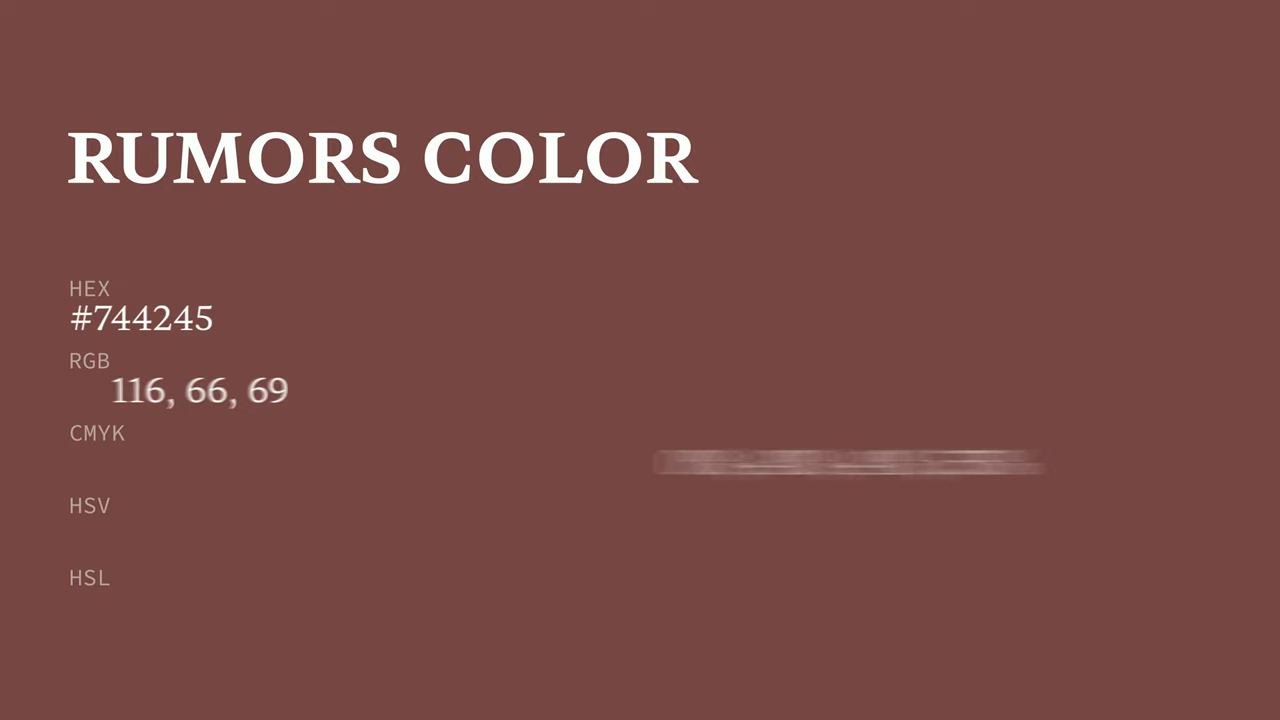 RUMORS COLOR
HEX
#744245
RGB
116, 66, 69
CMYK
HSV
HSL